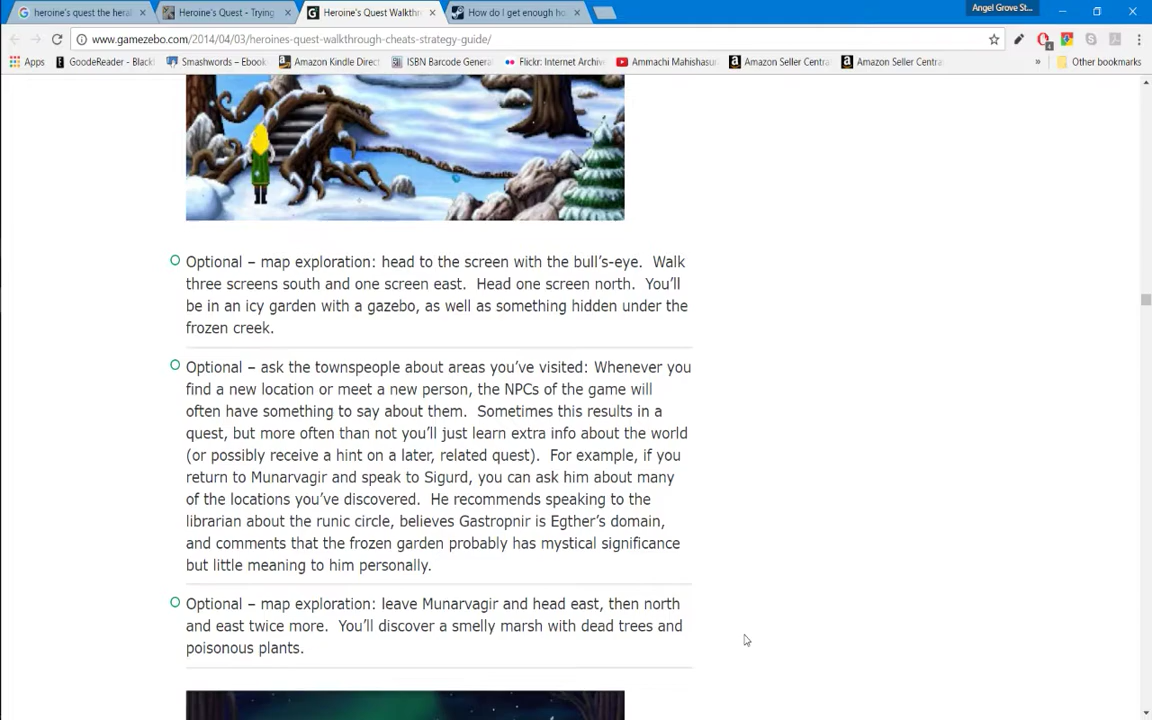 heroine's quest the hera
Heroine's Quest - Trying
Heroine's Quest Walkthr
How do I get enough ho
Angel Grove St...
www.gamezebo.com/2014/04/03/heroines-quest-walkthrough-cheats-strategy-guide/
Apps
GoodeReader - Black
Smashwords – Ebook
Amazon Kindle Direct
ISBN Barcode Genera
Flickr: Internet Archiv
Ammachi Mahishasu
Amazon Seller Centra
Amazon Seller Centra
»
Other bookmarks
Optional – map exploration: head to the screen with the bull's-eye. Walk
three screens south and one screen east. Head one screen north. You'll
be in an icy garden with a gazebo, as well as something hidden under the
frozen creek.
Optional – ask the townspeople about areas you've visited: Whenever you
find a new location or meet a new person, the NPCs of the game will
often have something to say about them. Sometimes this results in a
quest, but more often than not you'll just learn extra info about the world
(or possibly receive a hint on a later, related quest). For example, if you
return to Munarvagir and speak to Sigurd, you can ask him about many
of the locations you've discovered. He recommends speaking to the
librarian about the runic circle, believes Gastropnir is Egther's domain,
and comments that the frozen garden probably has mystical significance
but little meaning to him personally.
Optional – map exploration: leave Munarvagir and head east, then north
and east twice more. You'll discover a smelly marsh with dead trees and
poisonous plants.